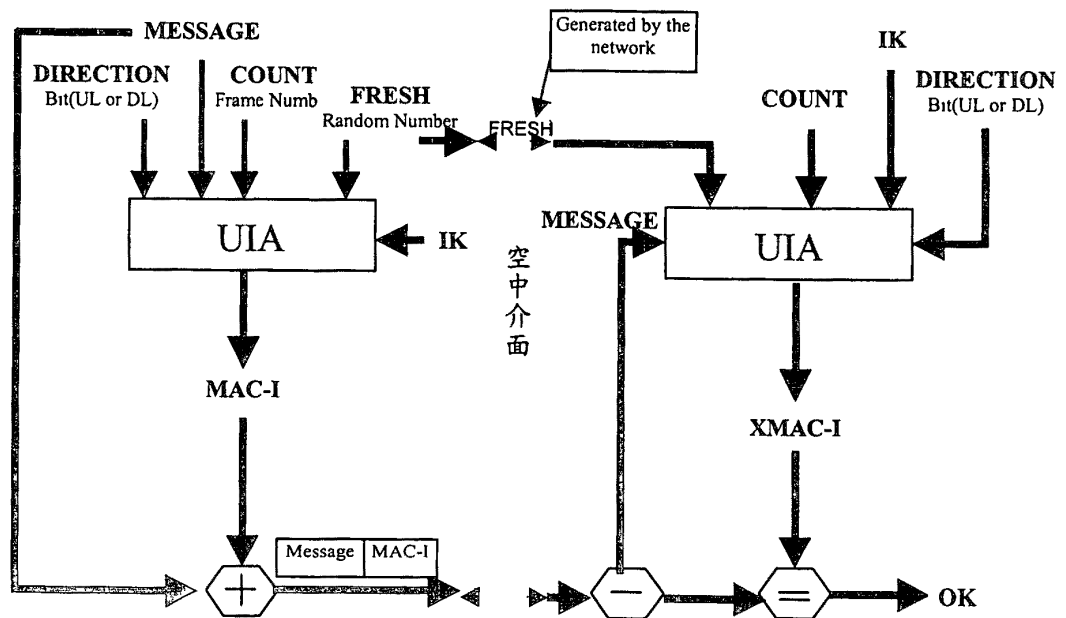 MESSAGE
DIRECTION
Bit(UL or DL)
COUNT
Frame Numb
FRESH
Random Number
UIA
IK
MAC-I
Message MAC-I
+
Generated by the
network
FRESH
空中介面
IK
COUNT
DIRECTION
Bit(UL or DL)
MESSAGE
UIA
XMAC-I
−
=
OK